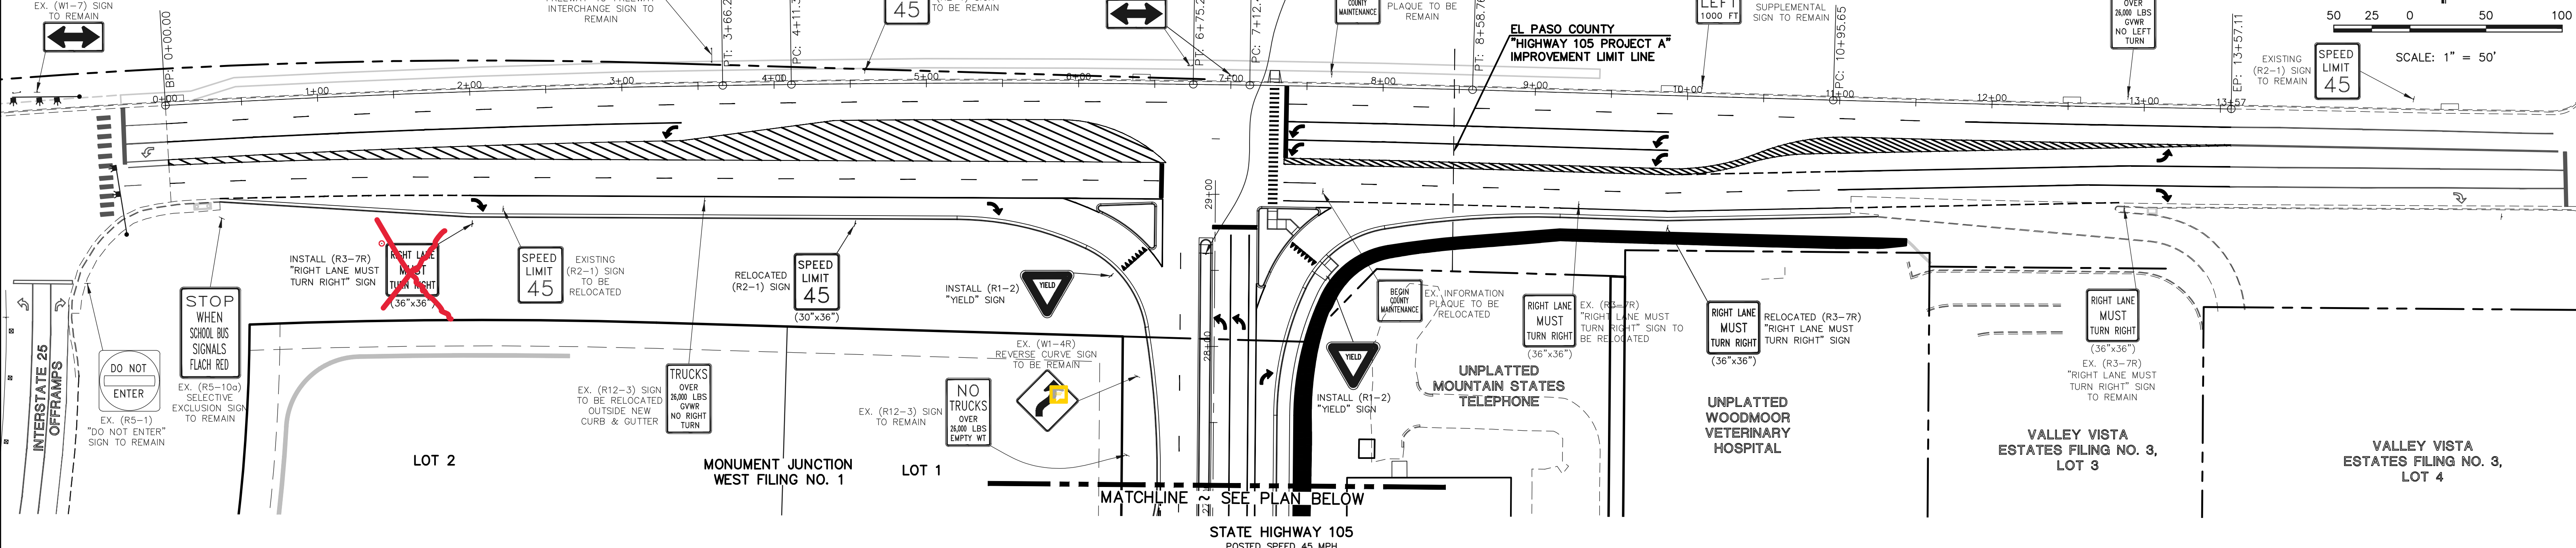 EX. (W1-7) SIGN
TO REMAIN
BP: 0+00.00
INTERCHANGE SIGN TO
REMAIN
PT: 3+66.2
PC: 4+11.3
45
TO BE REMAIN
PT: 6+75.2
PC: 7+12.4
COUNTY
MAINTENANCE
PLAQUE TO BE
REMAIN
PT: 8+58.76
EL PASO COUNTY
"HIGHWAY 105 PROJECT A"
IMPROVEMENT LIMIT LINE
LEFT
1000 FT
SUPPLEMENTAL
SIGN TO REMAIN
PC: 10+95.65
OVER
26,000 LBS
GVWR
NO LEFT
TURN
EP: 13+57.11
EXISTING
(R2-1) SIGN
TO REMAIN
SPEED
LIMIT
45
50 25 0 50 100
SCALE: 1" = 50'
0+00
1+00
2+00
3+00
4+00
5+00
6+00
7+00
8+00
9+00
10+00
11+00
12+00
13+00
13+57
29+00
28+00
INSTALL (R3-7R)
"RIGHT LANE MUST
TURN RIGHT" SIGN
RIGHT LANE
MUST
TURN RIGHT
(36"x36")
SPEED
LIMIT
45
EXISTING
(R2-1) SIGN
TO BE
RELOCATED
RELOCATED
(R2-1) SIGN
SPEED
LIMIT
45
(30"x36")
INSTALL (R1-2)
"YIELD" SIGN
YIELD
STOP
WHEN
SCHOOL BUS
SIGNALS
FLACH RED
EX. (R5-10a)
SELECTIVE
EXCLUSION SIGN
TO REMAIN
DO NOT
ENTER
EX. (R5-1)
"DO NOT ENTER"
SIGN TO REMAIN
INTERSTATE 25
OFFRAMPS
EX. (R12-3) SIGN
TO BE RELOCATED
OUTSIDE NEW
CURB & GUTTER
TRUCKS
OVER
26,000 LBS
GVWR
NO RIGHT
TURN
EX. (W1-4R)
REVERSE CURVE SIGN
TO BE REMAIN
EX. (R12-3) SIGN
TO REMAIN
NO
TRUCKS
OVER
26,000 LBS
EMPTY WT
LOT 2
MONUMENT JUNCTION
WEST FILING NO. 1
LOT 1
BEGIN
COUNTY
MAINTENANCE
EX. INFORMATION
PLAQUE TO BE
RELOCATED
YIELD
INSTALL (R1-2)
"YIELD" SIGN
UNPLATTED
MOUNTAIN STATES
TELEPHONE
RIGHT LANE
MUST
TURN RIGHT
(36"x36")
EX. (R3-7R)
"RIGHT LANE MUST
TURN RIGHT" SIGN TO
BE RELOCATED
RIGHT LANE
MUST
TURN RIGHT
(36"x36")
RELOCATED (R3-7R)
"RIGHT LANE MUST
TURN RIGHT" SIGN
UNPLATTED
WOODMOOR
VETERINARY
HOSPITAL
RIGHT LANE
MUST
TURN RIGHT
(36"x36")
EX. (R3-7R)
"RIGHT LANE MUST
TURN RIGHT" SIGN
TO REMAIN
VALLEY VISTA
ESTATES FILING NO. 3,
LOT 3
VALLEY VISTA
ESTATES FILING NO. 3,
LOT 4
MATCHLINE ~ SEE PLAN BELOW
STATE HIGHWAY 105
POSTED SPEED 45 MPH